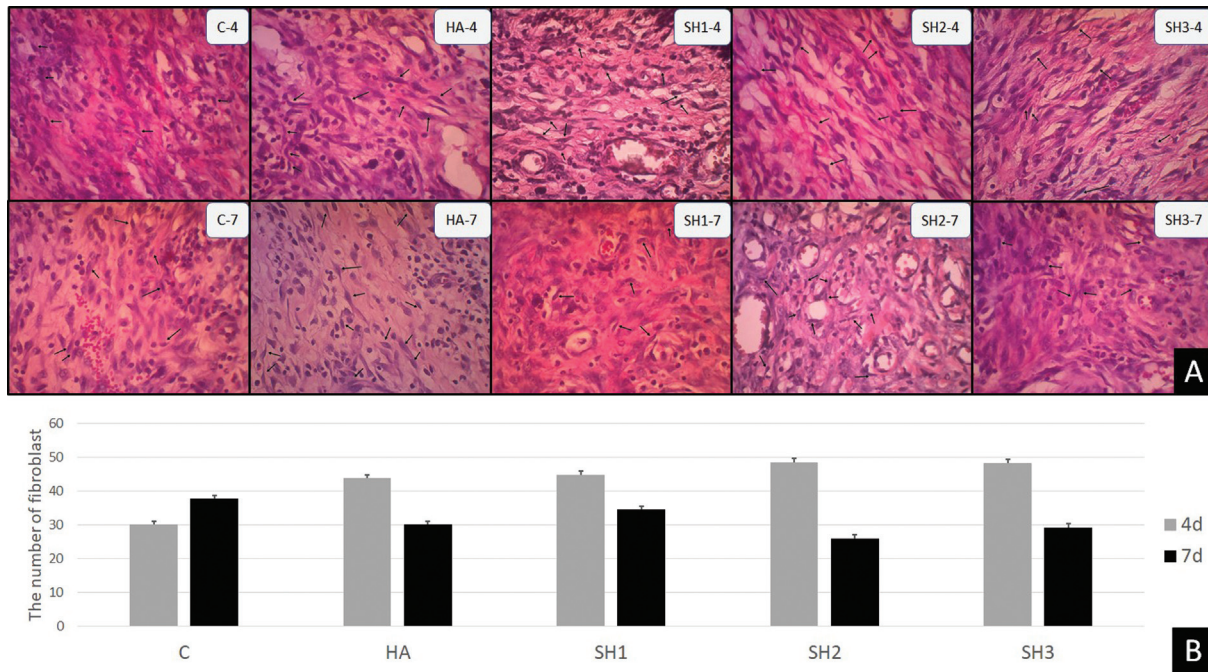 C-4 HA-4 SH1-4 SH2-4 SH3-4
C-7 HA-7 SH1-7 SH2-7 SH3-7
A
60
50
40
30
20
10
0
The number of fibroblast
C HA SH1 SH2 SH3
4d
7d
B